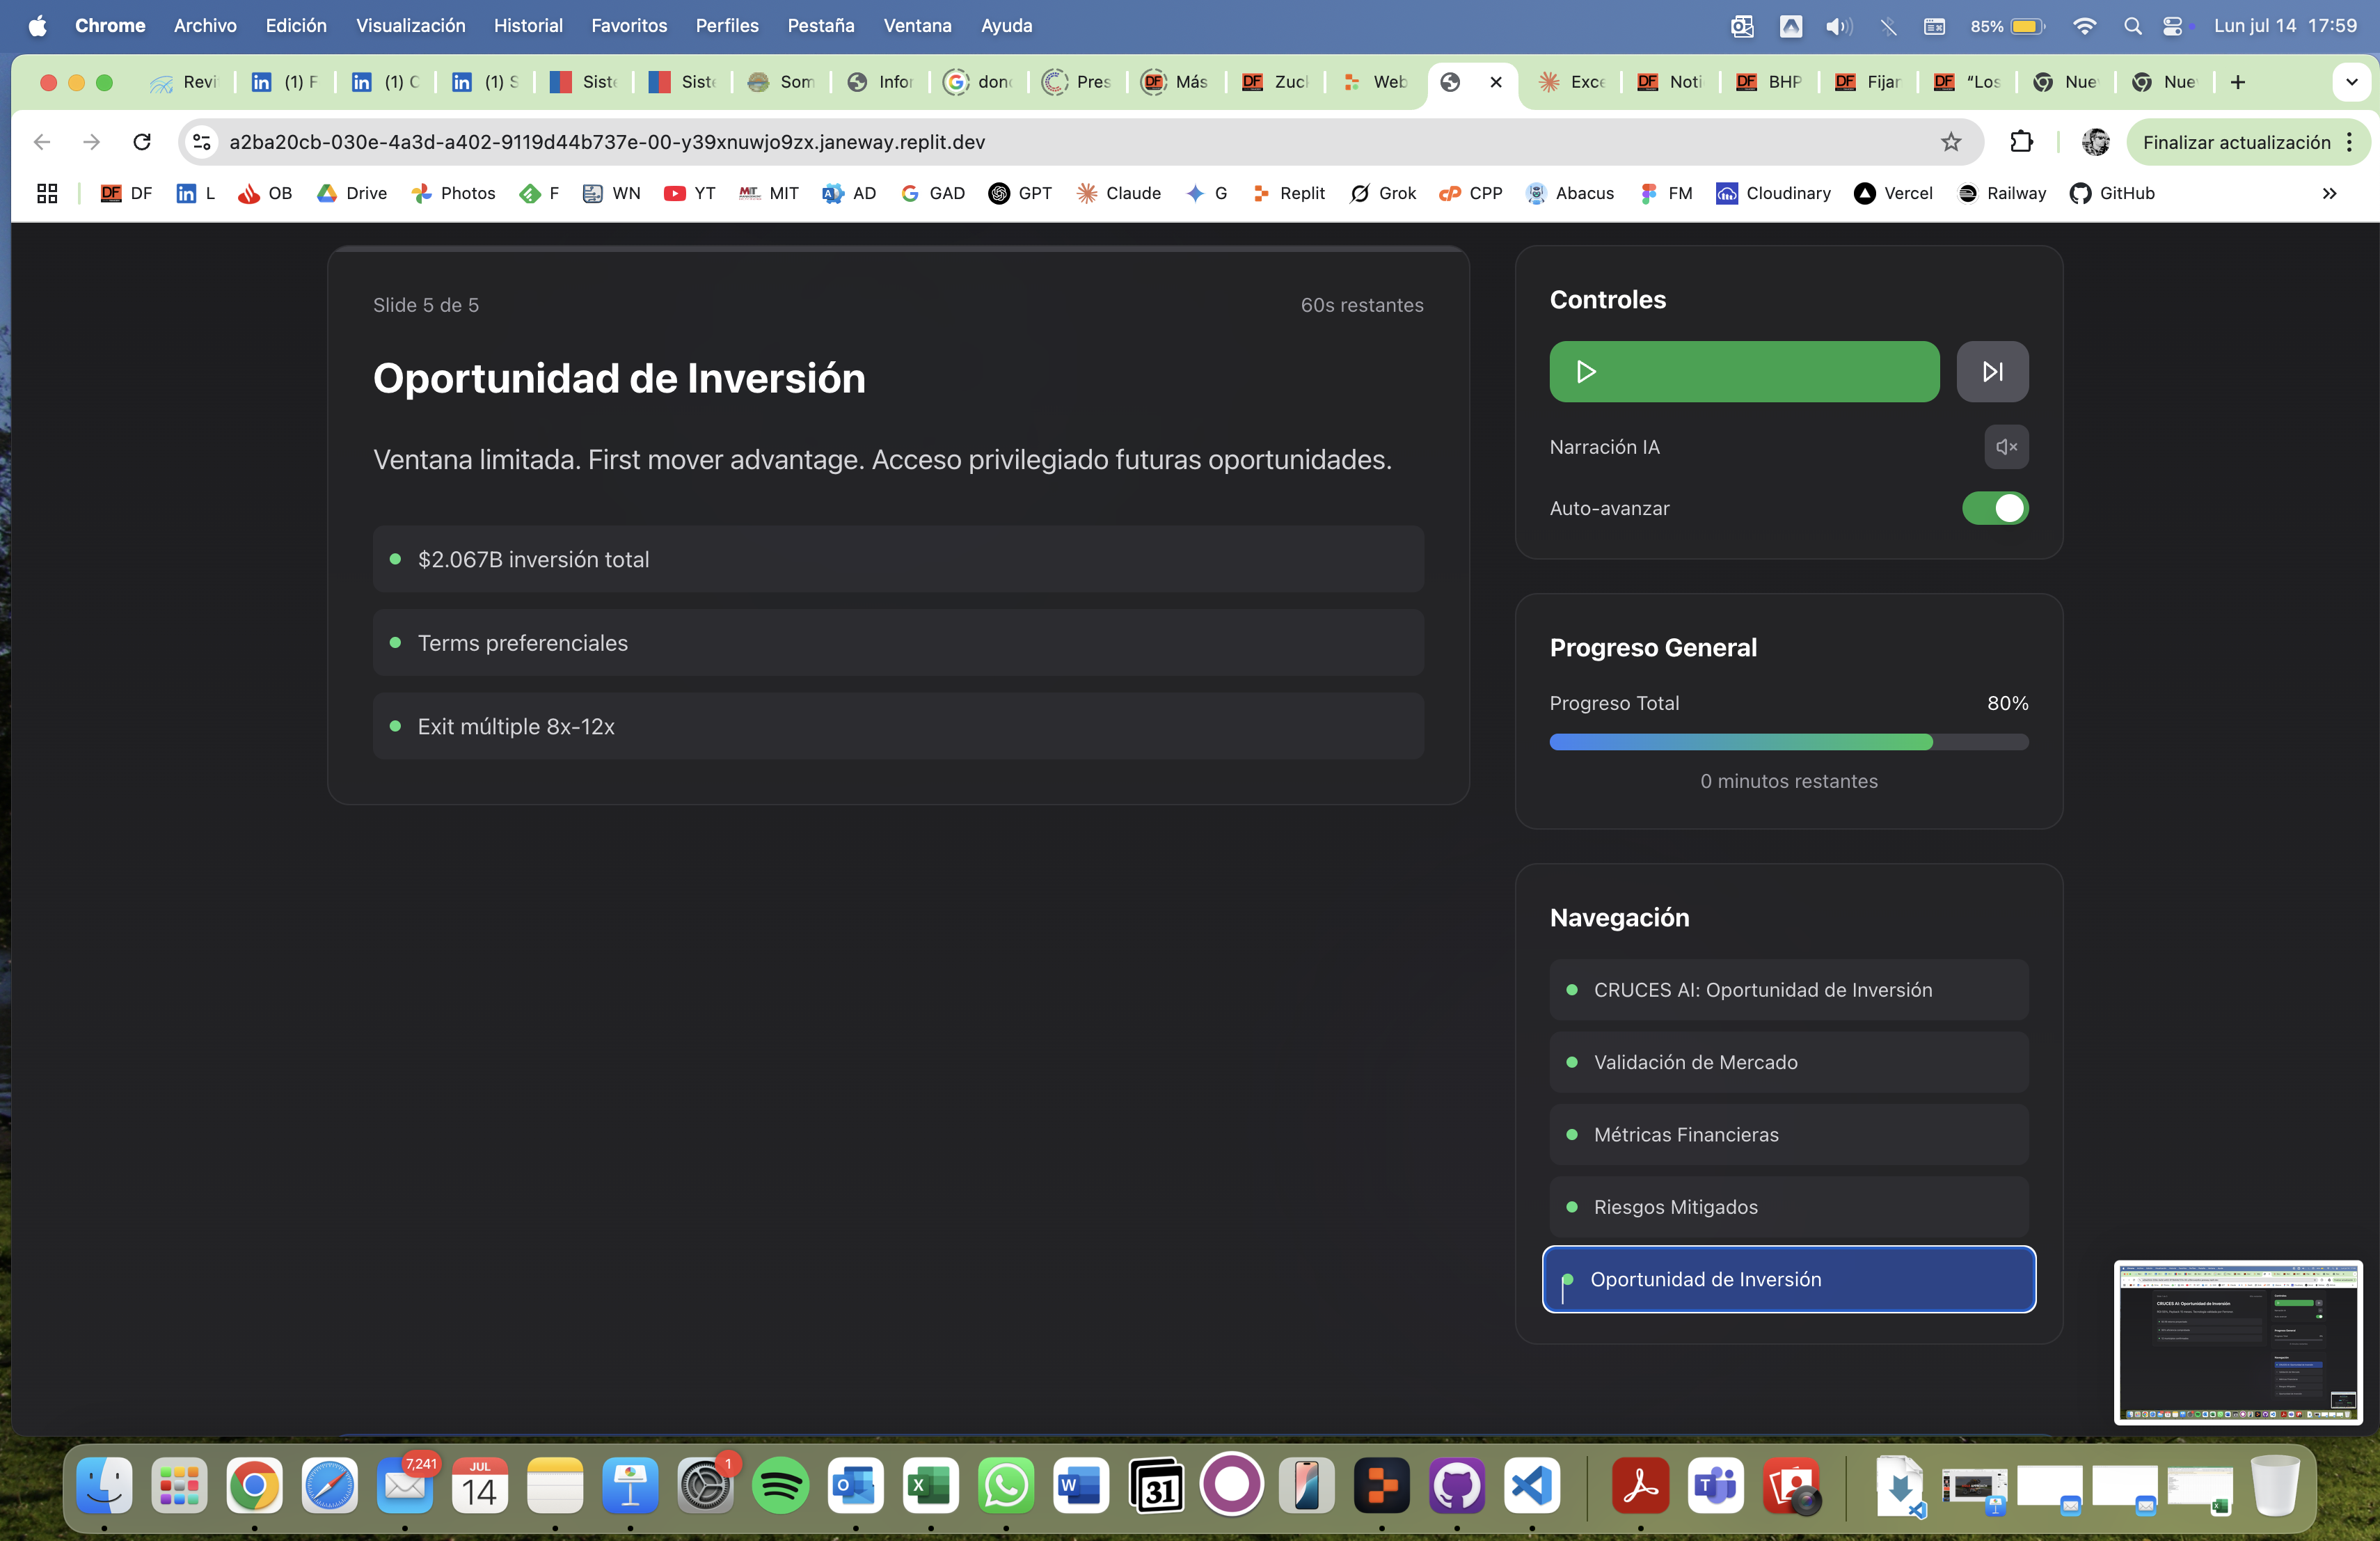 Chrome Archivo Edición Visualización Historial Favoritos Perfiles Pestaña Ventana Ayuda 85% Lun jul 14 17:59
Revi (1) F (1) C (1) S Siste Siste Som Infor dond Pres Más Zuck Web Exce Noti BHP Fijar “Los Nue Nue
a2ba20cb-030e-4a3d-a402-9119d44b737e-00-y39xnuwjo9zx.janeway.replit.dev Finalizar actualización
DF DF L OB Drive Photos F WN YT MIT AD GAD GPT Claude G Replit Grok CPP Abacus FM Cloudinary Vercel Railway GitHub
Slide 5 de 5 60s restantes
Oportunidad de Inversión
Ventana limitada. First mover advantage. Acceso privilegiado futuras oportunidades.
$2.067B inversión total
Terms preferenciales
Exit múltiple 8x-12x
Controles
Narración IA
Auto-avanzar
Progreso General
Progreso Total 80%
0 minutos restantes
Navegación
CRUCES AI: Oportunidad de Inversión
Validación de Mercado
Métricas Financieras
Riesgos Mitigados
Oportunidad de Inversión
7,241 JUL 14 1 31